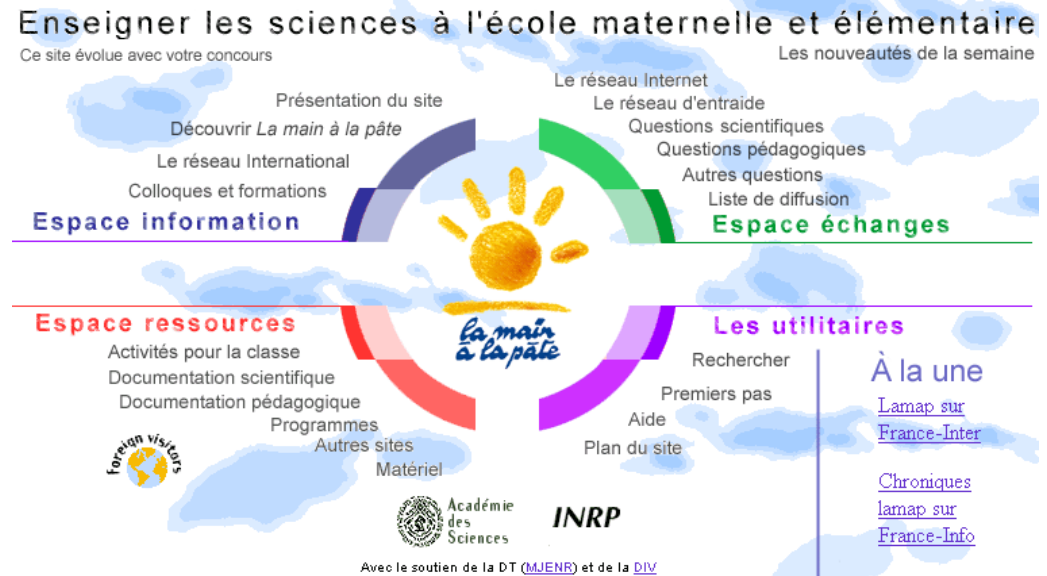 Enseigner les sciences à l'école maternelle et élémentaire
Ce site évolue avec votre concours
Les nouveautés de la semaine
Présentation du site
Découvrir La main à la pâte
Le réseau International
Colloques et formations
Espace information
Le réseau Internet
Le réseau d'entraide
Questions scientifiques
Questions pédagogiques
Autres questions
Liste de diffusion
Espace échanges
la main
à la pâte
Espace ressources
Activités pour la classe
Documentation scientifique
Documentation pédagogique
Programmes
Autres sites
Matériel
Foreign visitors
Les utilitaires
Rechercher
Premiers pas
Aide
Plan du site
À la une
Lamap sur
France-Inter
Chroniques
lamap sur
France-Info
Académie
des
Sciences
INRP
Avec le soutien de la DT (MJENR) et de la DIV